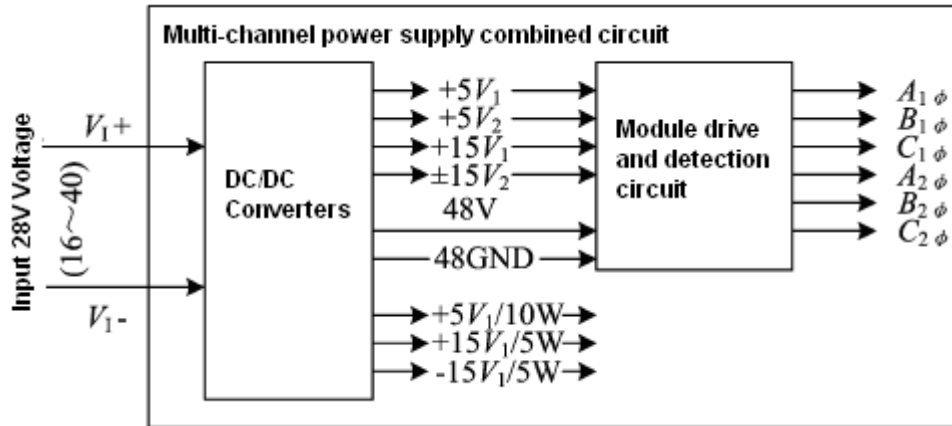 Multi-channel power supply combined circuit
Input 28V Voltage
(16～40)
V₁+
V₁-
DC/DC
Converters
+5V₁
+5V₂
+15V₁
±15V₂
48V
48GND
+5V₁/10W
+15V₁/5W
-15V₁/5W
Module drive
and detection
circuit
A₁ϕ
B₁ϕ
C₁ϕ
A₂ϕ
B₂ϕ
C₂ϕ